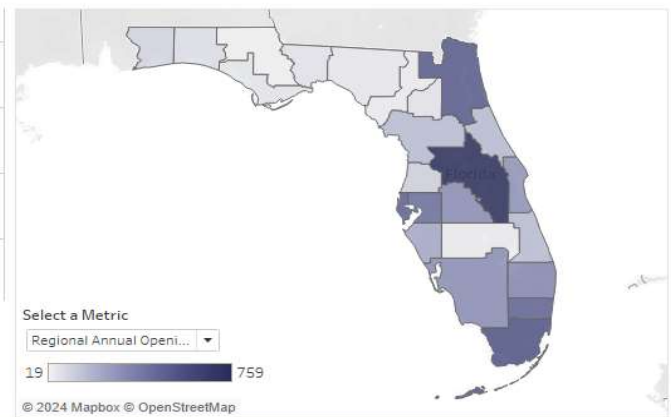 Florida
Select a Metric
Regional Annual Openi...
19 759
© 2024 Mapbox © OpenStreetMap